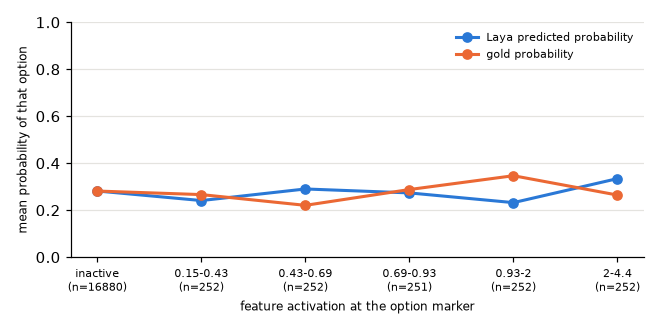 1.0
0.8
0.6
0.4
0.2
0.0
mean probability of that option
Laya predicted probability
gold probability
inactive
(n=16880)
0.15-0.43
(n=252)
0.43-0.69
(n=252)
0.69-0.93
(n=251)
0.93-2
(n=252)
2-4.4
(n=252)
feature activation at the option marker